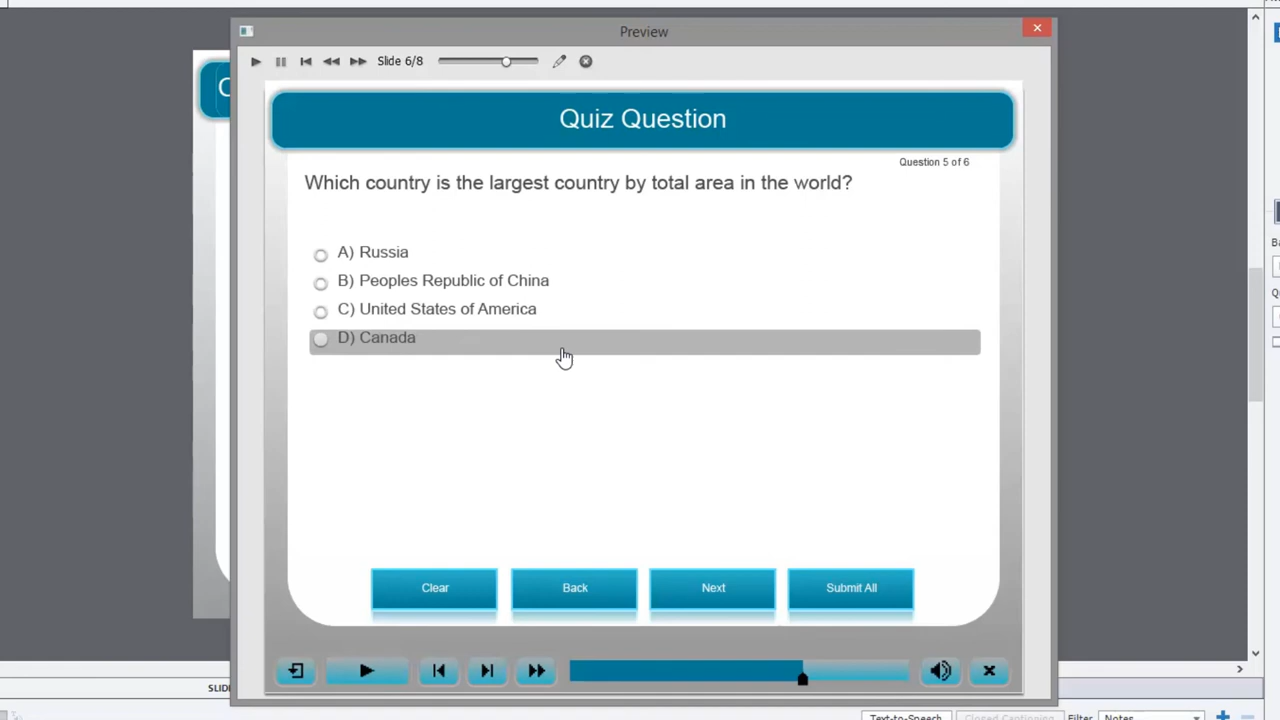 Preview
Slide 6/8
Quiz Question
Question 5 of 6
Which country is the largest country by total area in the world?
A) Russia
B) Peoples Republic of China
C) United States of America
D) Canada
Clear Back Next Submit All
Text-to-Speech Closed Captioning Filter Notes